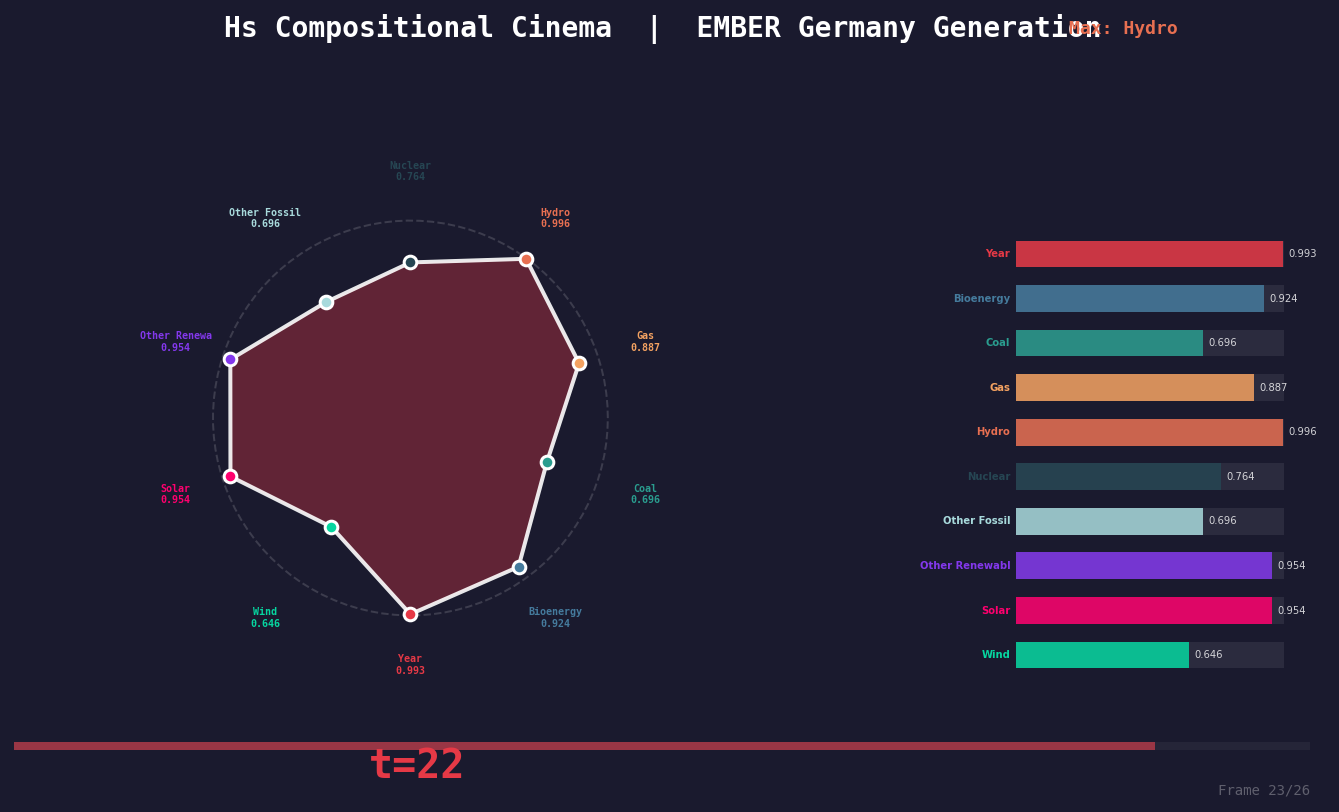 Hs Compositional Cinema | EMBER Germany Generation
Max: Hydro
Nuclear
0.764
Other Fossil
0.696
Hydro
0.996
Other Renewa
0.954
Gas
0.887
Solar
0.954
Coal
0.696
Wind
0.646
Bioenergy
0.924
Year
0.993
Year 0.993
Bioenergy 0.924
Coal 0.696
Gas 0.887
Hydro 0.996
Nuclear 0.764
Other Fossil 0.696
Other Renewabl 0.954
Solar 0.954
Wind 0.646
t=22
Frame 23/26